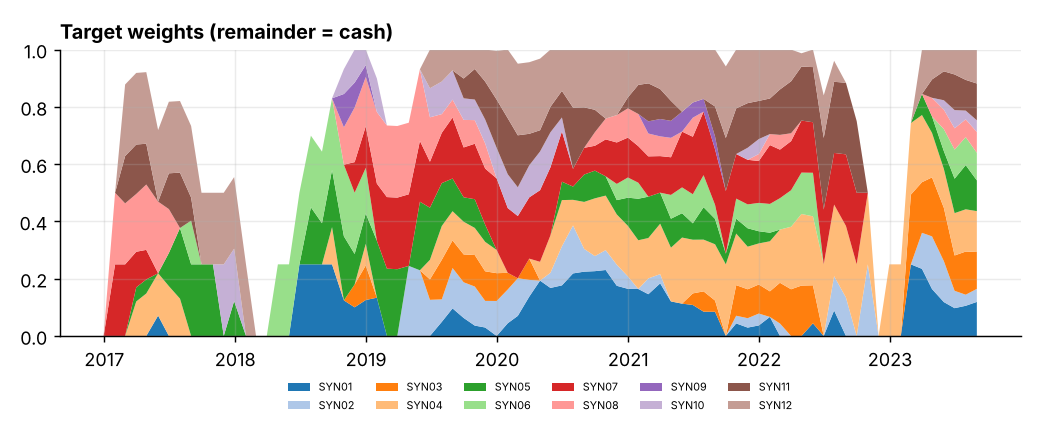 Target weights (remainder = cash)
1.0
0.8
0.6
0.4
0.2
0.0
2017 2018 2019 2020 2021 2022 2023
SYN01 SYN03 SYN05 SYN07 SYN09 SYN11
SYN02 SYN04 SYN06 SYN08 SYN10 SYN12